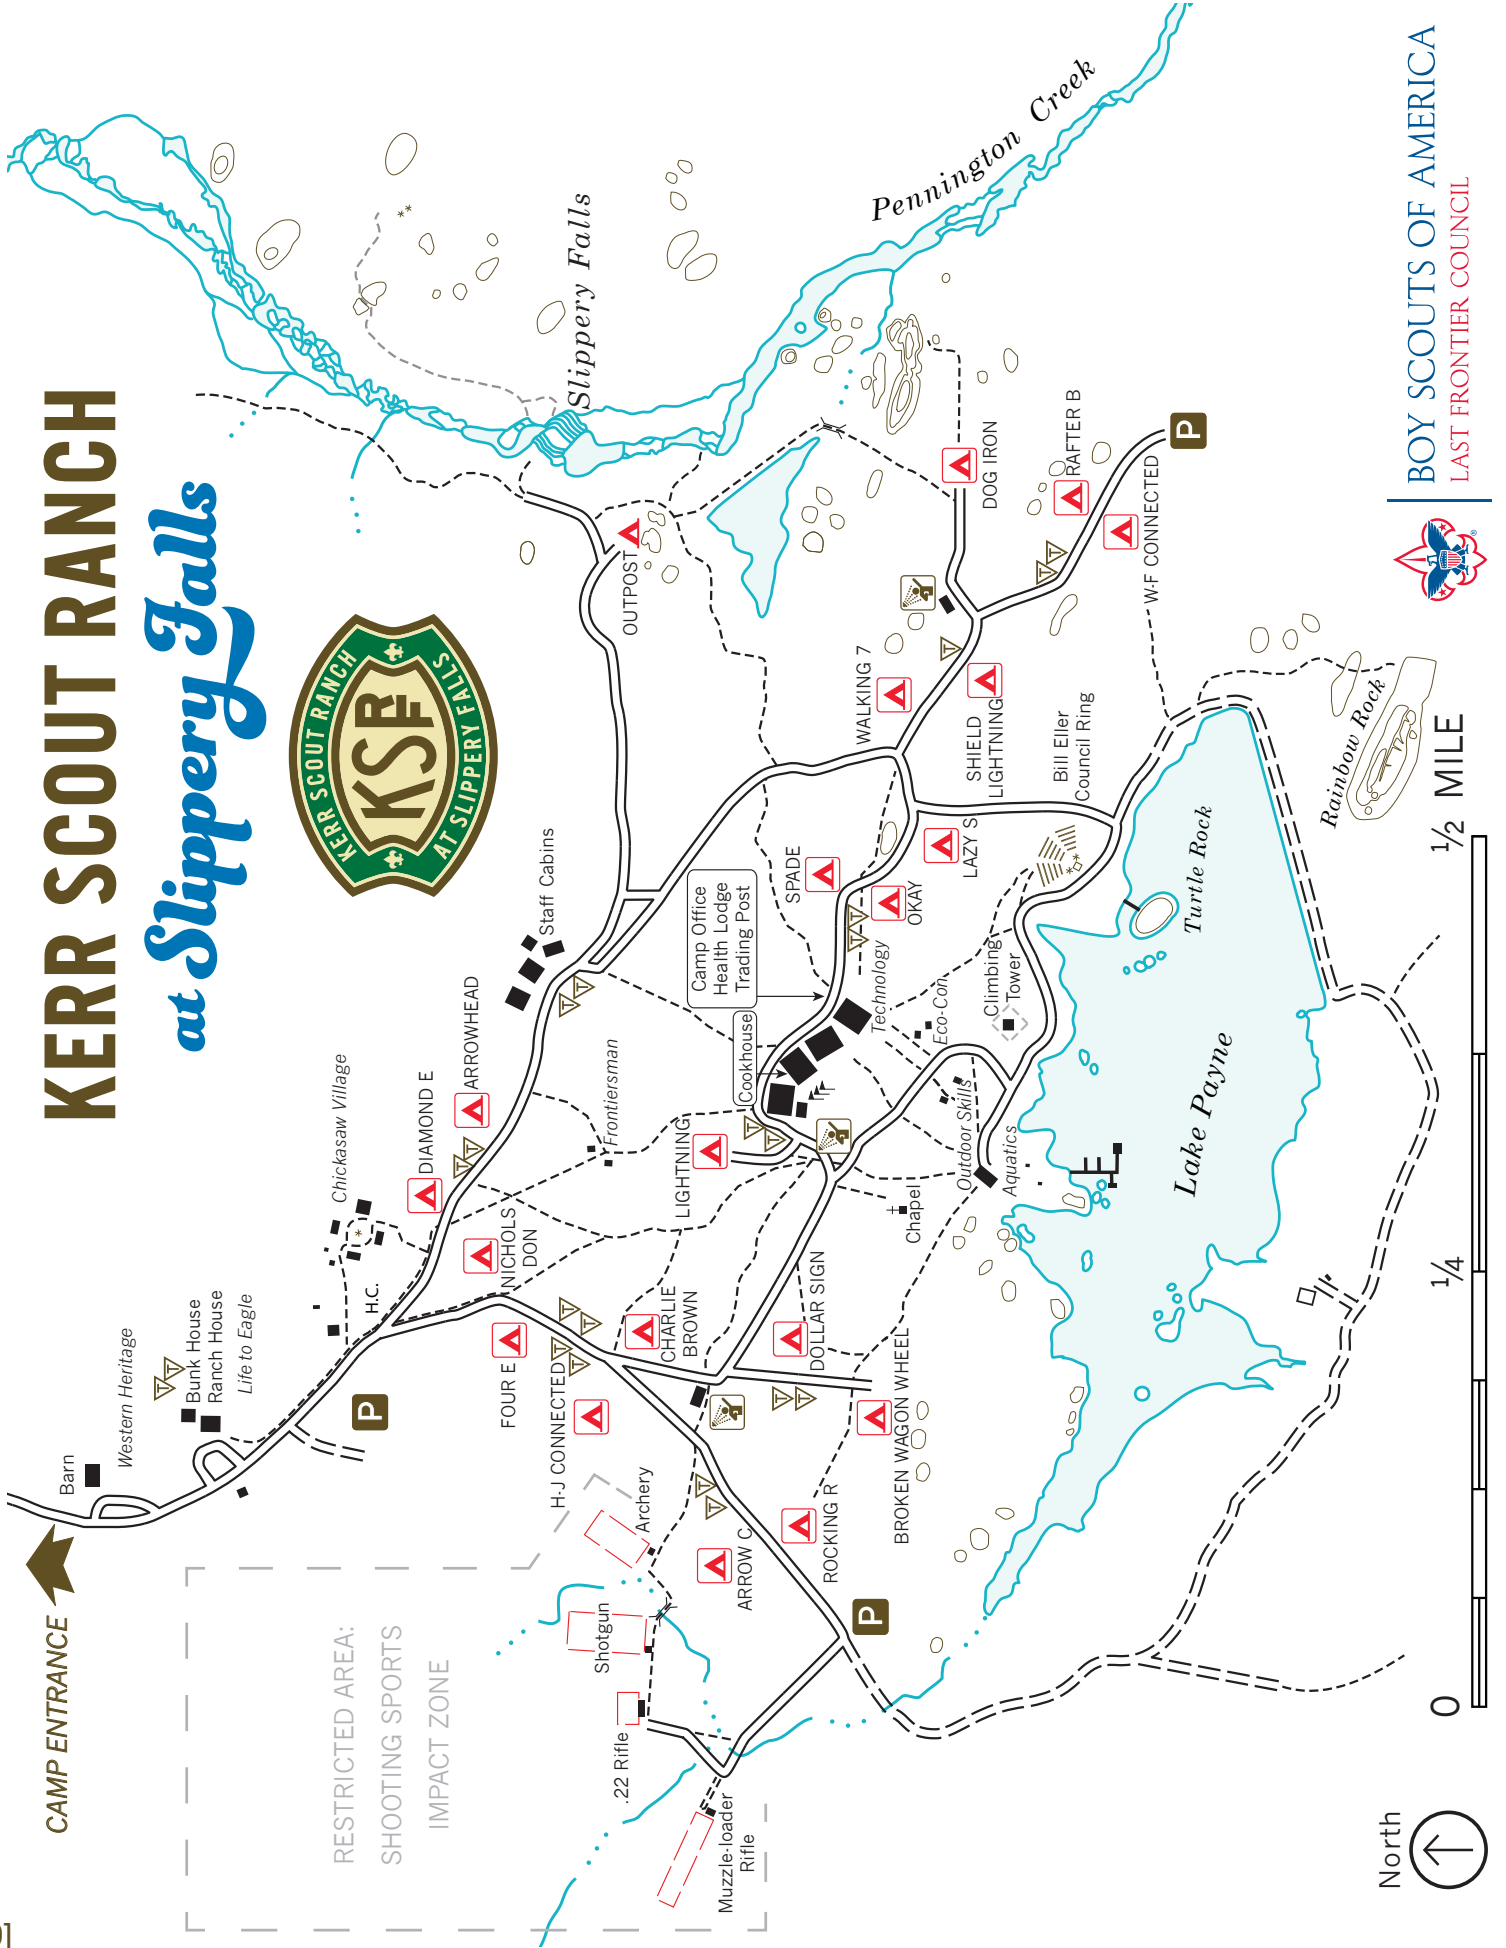 KERR SCOUT RANCH
at Slippery Falls
KERR SCOUT RANCH
KSRF
AT SLIPPERY FALLS
CAMP ENTRANCE
Barn
Western Heritage
T
T
Bunk House
Ranch House
Life to Eagle
P
H.C.
Chickasaw Village
DIAMOND E
T
T
ARROWHEAD
T
T
Staff Cabins
NICHOLS
DON
FOUR E
T
T
T
T
H-J CONNECTED
Frontiersman
CHARLIE
BROWN
LIGHTNING
T
T
Cookhouse
Camp Office
Health Lodge
Trading Post
SPADE
T
T
OKAY
LAZY S
WALKING 7
OUTPOST
Slippery Falls
Pennington Creek
DOG IRON
T
SHIELD
LIGHTNING
T
T
RAFTER B
W-F CONNECTED
P
Bill Eller
Council Ring
Technology
Eco-Con
Climbing
Tower
Outdoor Skills
Aquatics
Chapel
DOLLAR SIGN
T
T
BROKEN WAGON WHEEL
ROCKING R
T
T
ARROW C
P
Archery
Shotgun
.22 Rifle
Muzzle-loader
Rifle
RESTRICTED AREA:
SHOOTING SPORTS
IMPACT ZONE
Lake Payne
Turtle Rock
Rainbow Rock
North
0
1/4
1/2 MILE
BOY SCOUTS OF AMERICA
LAST FRONTIER COUNCIL
®